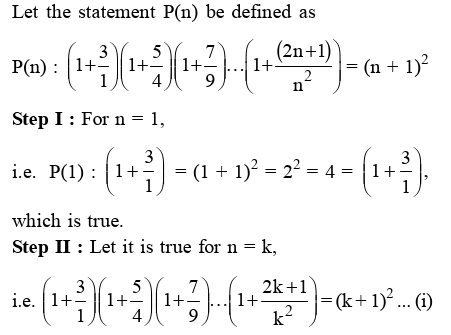 Let the statement P(n) be defined as
P(n) : (1+3/1)(1+5/4)(1+7/9)...(1+(2n+1)/n²) = (n + 1)²
Step I : For n = 1,
i.e. P(1) : (1+3/1) = (1 + 1)² = 2² = 4 = (1+3/1),
which is true.
Step II : Let it is true for n = k,
i.e. (1+3/1)(1+5/4)(1+7/9)...(1+2k+1/k²) = (k + 1)² ... (i)